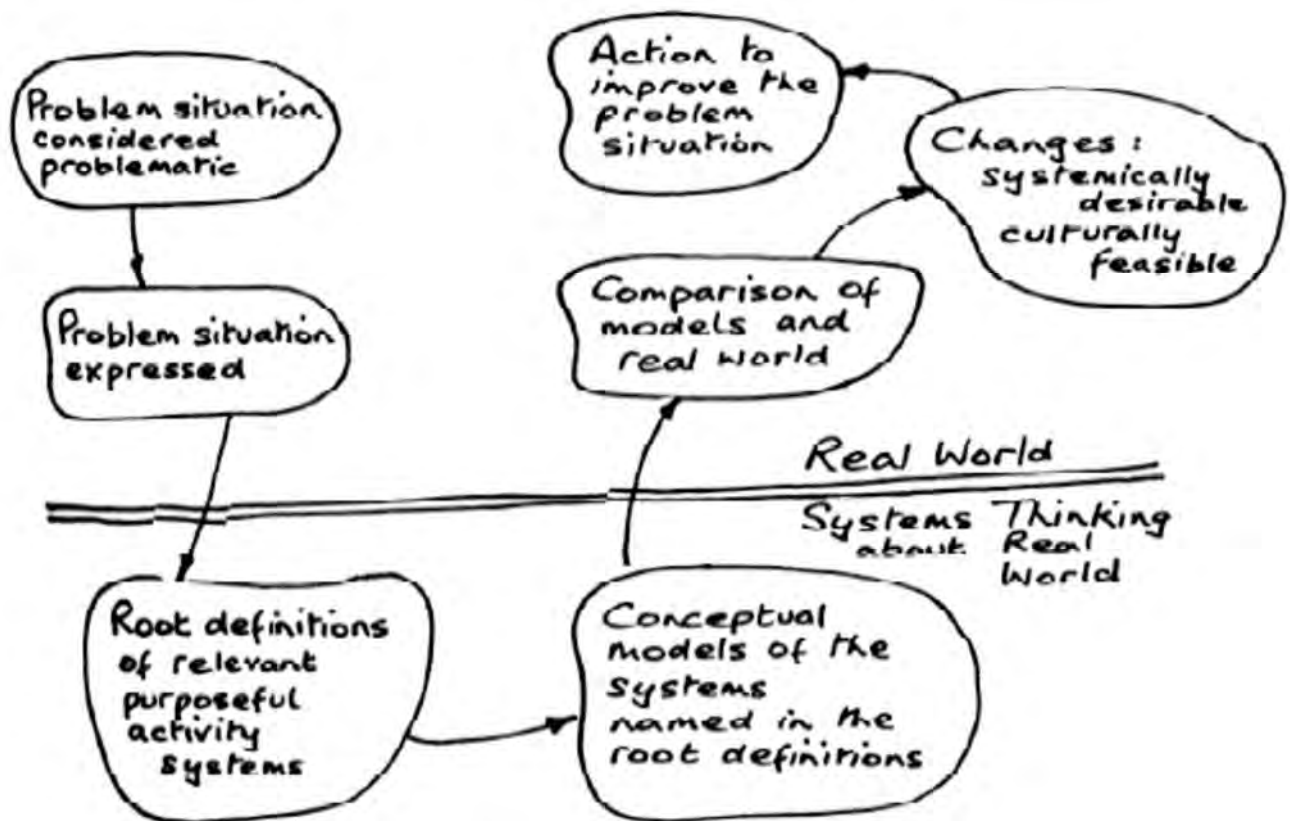 Problem situation
considered
problematic
Problem situation
expressed
Root definitions
of relevant
purposeful
activity
systems
Conceptual
models of the
systems
named in the
root definitions
Comparison of
models and
real world
Changes:
systemically
desirable
culturally
feasible
Action to
improve the
problem
situation
Real World
Systems Thinking
about Real
World